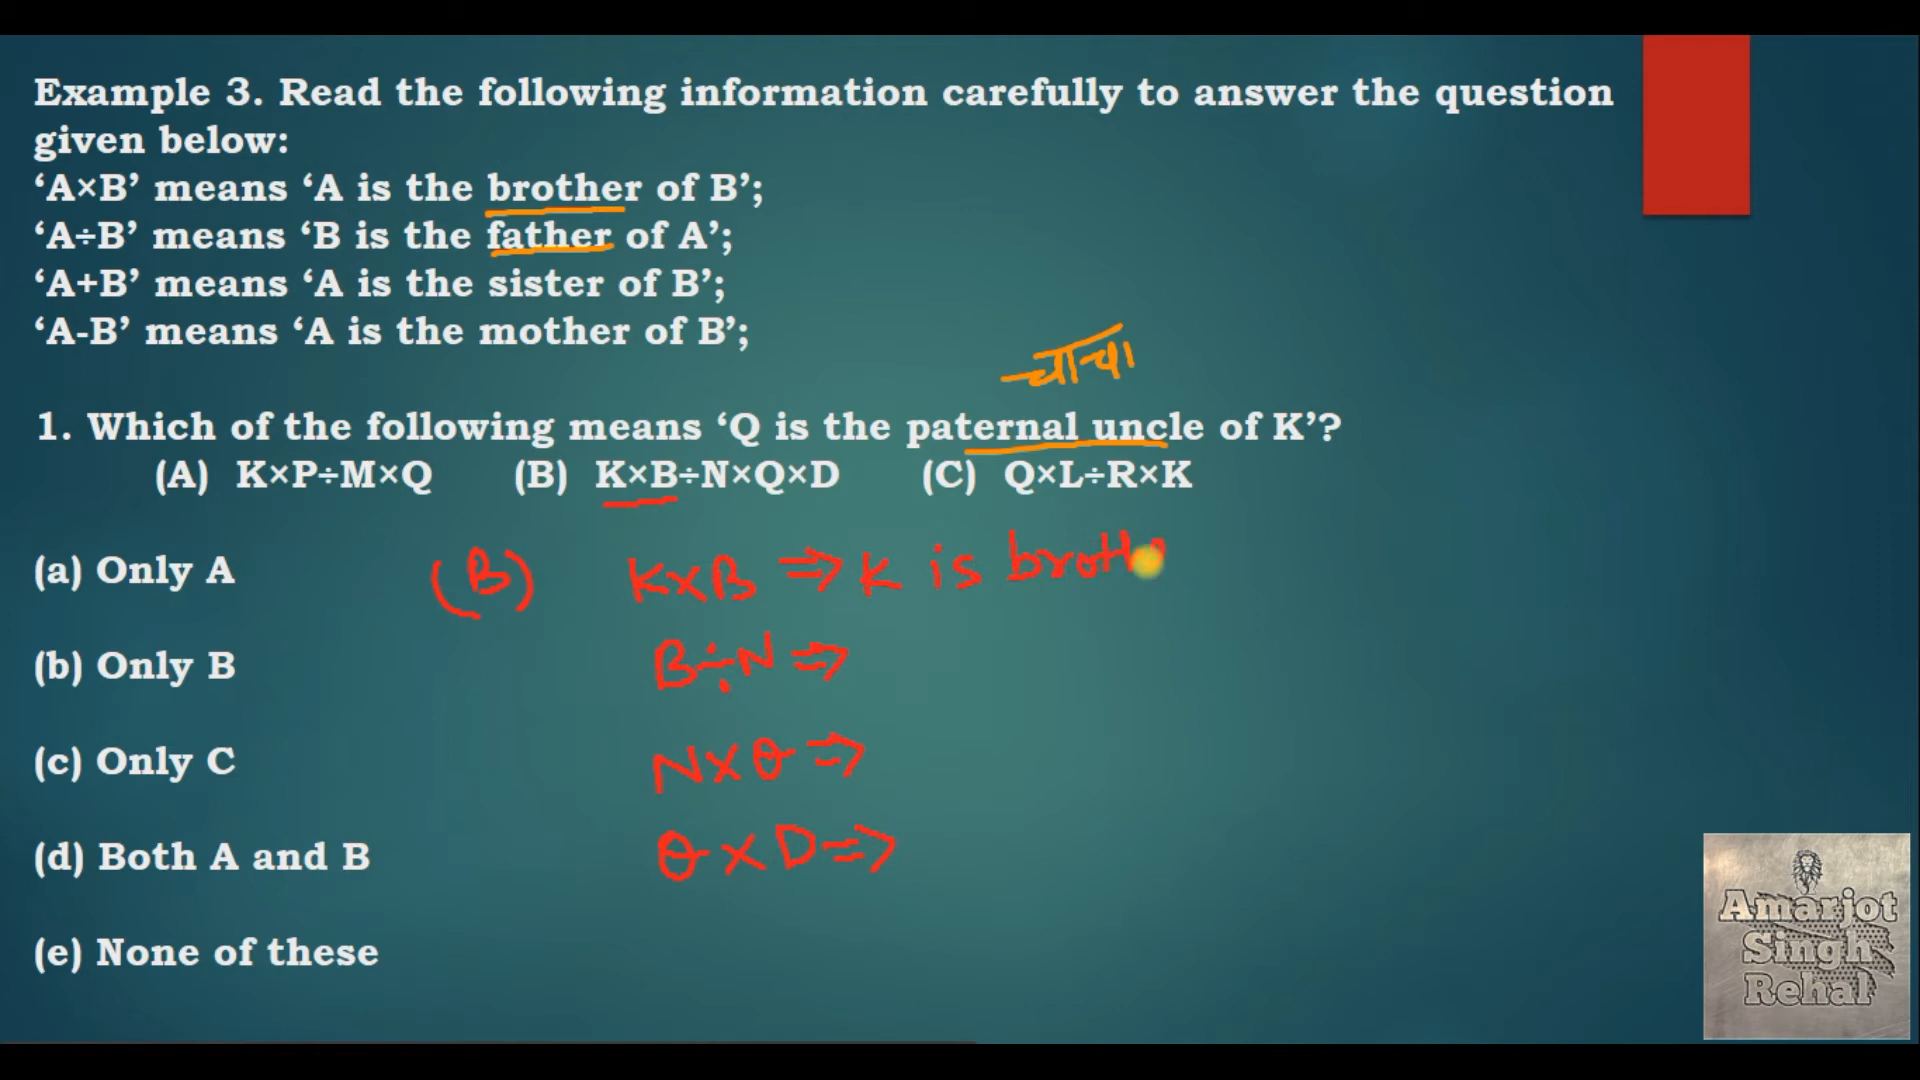 Example 3. Read the following information carefully to answer the question
given below:
‘A×B’ means ‘A is the brother of B’;
‘A÷B’ means ‘B is the father of A’;
‘A+B’ means ‘A is the sister of B’;
‘A-B’ means ‘A is the mother of B’;
चाचा
1. Which of the following means ‘Q is the paternal uncle of K’?
(A) K×P÷M×Q (B) K×B÷N×Q×D (C) Q×L÷R×K
(a) Only A
(B) K×B ⇒ K is broth
(b) Only B
B÷N ⇒
(c) Only C
N×Q ⇒
(d) Both A and B
Q×D ⇒
(e) None of these
Amarjot
Singh
Rehal